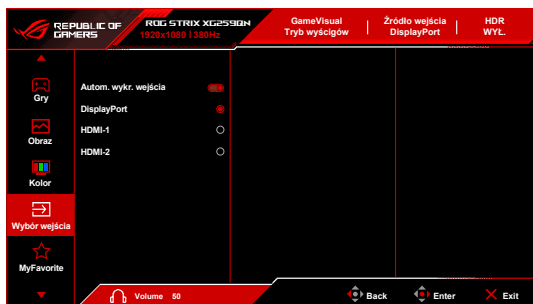 REPUBLIC OF
GAMERS
ROG STRIX XG259QN
1920x1080 | 380Hz
GameVisual
Tryb wyścigów
Źródło wejścia
DisplayPort
HDR
WYŁ.
Gry
Obraz
Kolor
Wybór wejścia
MyFavorite
Autom. wykr. wejścia
DisplayPort
HDMI-1
HDMI-2
Volume 50
Back
Enter
Exit